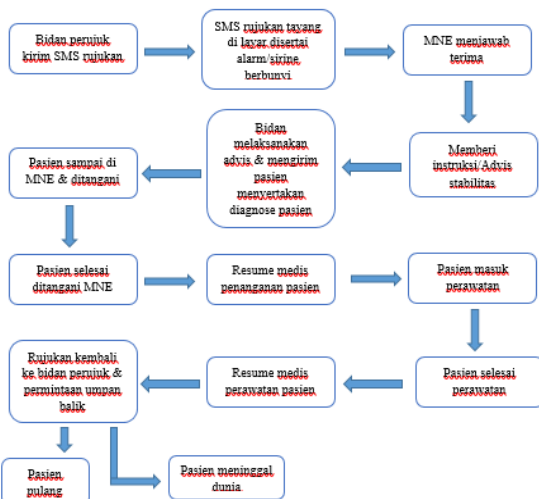 Bidan perujuk
kirim SMS rujukan
SMS rujukan tayang
di layar disertai
alarm/sirine
berbunyi
MNE menjawab
terima
Memberi
instruksi/Advis
stabilitas
Bidan
melaksanakan
advis & mengirim
pasien
menyertakan
diagnose pasien
Pasien sampai di
MNE & ditangani
Pasien selesai
ditangani MNE
Resume medis
penanganan pasien
Pasien masuk
perawatan
Pasien selesai
perawatan
Resume medis
perawatan pasien
Rujukan kembali
ke bidan perujuk &
permintaan umpan
balik
Pasien
pulang
Pasien meninggal
dunia